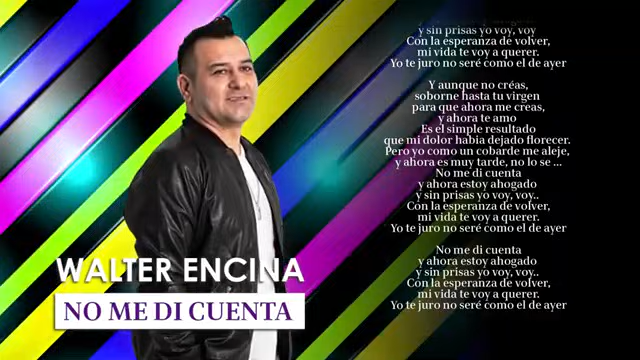 y sin prisas yo voy, voy
Con la esperanza de volver,
mi vida te voy a querer.
Yo te juro no seré como el de ayer
Y aunque no créas,
soborne hasta tu virgen
para que ahora me creas,
y ahora te amo
Es el simple resultado
que mi dolor habia dejado florecer.
Pero yo como un cobarde me aleje,
y ahora es muy tarde, no lo se ...
No me di cuenta
y ahora estoy ahogado
y sin prisas yo voy, voy..
Con la esperanza de volver,
mi vida te voy a querer.
Yo te juro no seré como el de ayer
No me di cuenta
y ahora estoy ahogado
y sin prisas yo voy, voy..
Con la esperanza de volver,
mi vida te voy a querer.
Yo te juro no seré como el de ayer
WALTER ENCINA
NO ME DI CUENTA